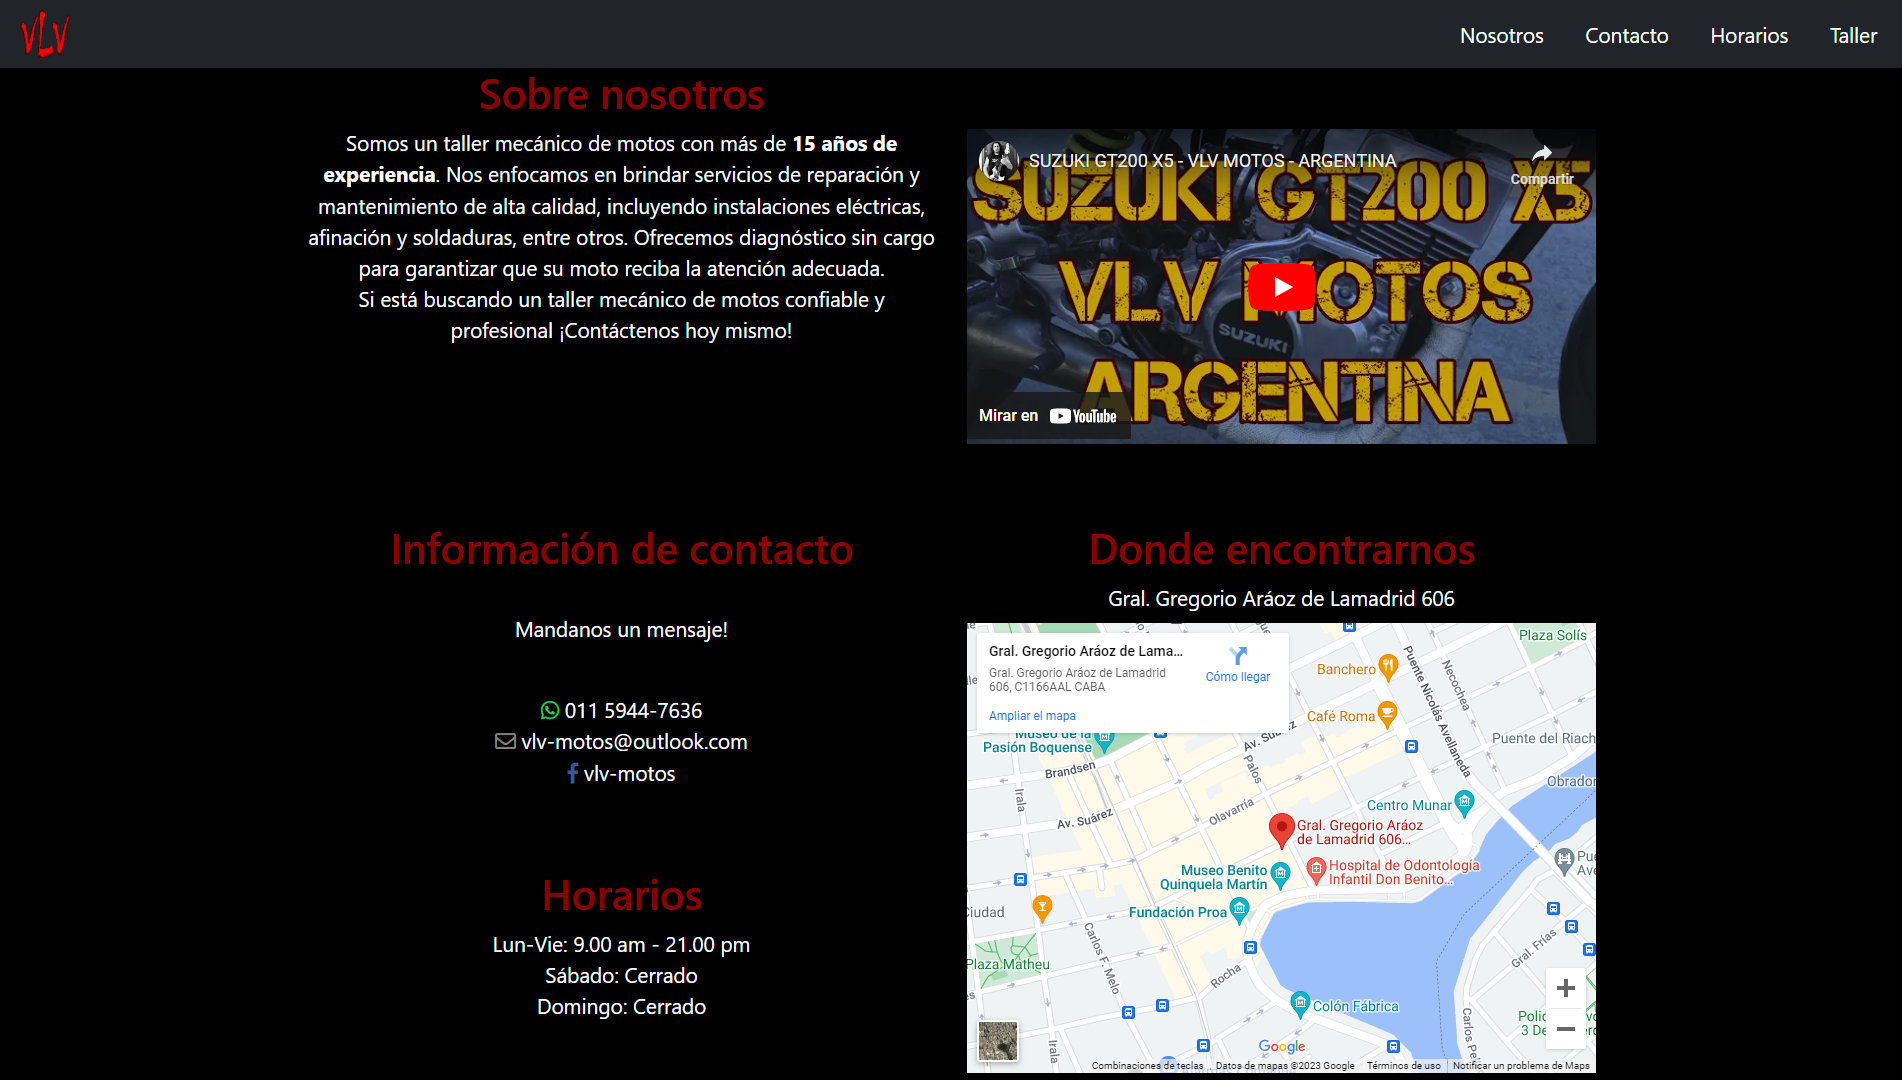 VLV
Nosotros
Contacto
Horarios
Taller
Sobre nosotros
Somos un taller mecánico de motos con más de 15 años de
experiencia. Nos enfocamos en brindar servicios de reparación y
mantenimiento de alta calidad, incluyendo instalaciones eléctricas,
afinación y soldaduras, entre otros. Ofrecemos diagnóstico sin cargo
para garantizar que su moto reciba la atención adecuada.
Si está buscando un taller mecánico de motos confiable y
profesional ¡Contáctenos hoy mismo!
SUZUKI GT200 X5 - VLV MOTOS - ARGENTINA
Compartir
SUZUKI GT200 X5
VLV MOTOS
SUZUKI
ARGENTINA
Mirar en YouTube
Información de contacto
Mandanos un mensaje!
011 5944-7636
vlv-motos@outlook.com
vlv-motos
Horarios
Lun-Vie: 9.00 am - 21.00 pm
Sábado: Cerrado
Domingo: Cerrado
Donde encontrarnos
Gral. Gregorio Aráoz de Lamadrid 606
Gral. Gregorio Aráoz de Lama...
Gral. Gregorio Aráoz de Lamadrid
606, C1166AAL CABA
Ampliar el mapa
Cómo llegar
Plaza Solís
Banchero
Puente Nicolás Avellaneda
Necochea
Café Roma
Museo de la
Pasión Boquense
Av. Suárez
Puente del Riach
Brandsen
Palos
Obrador
Irala
Olavarría
Centro Munar
Av. Suárez
Gral. Gregorio Aráoz
de Lamadrid 606...
Museo Benito
Quinquela Martín
Hospital de Odontología
Infantil Don Benito...
Pue
Ave
Ciudad
Fundación Proa
Carlos F. Melo
Gral. Frías
Plaza Matheu
Rocha
Colón Fábrica
Irala
Carlos Pe
3 De
Google
Combinaciones de teclas
Datos de mapas ©2023 Google
Términos de uso
Notificar un problema de Maps